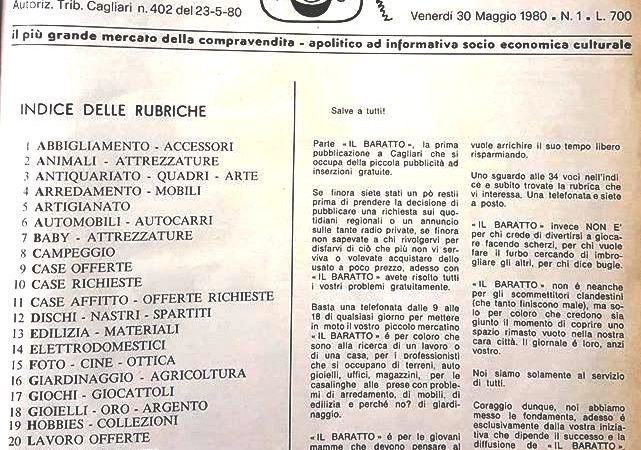 Autoriz. Trib. Cagliari n. 402 del 23-5-80
Venerdì 30 Maggio 1980 • N. 1 • L. 700
il più grande mercato della compravendita - apolitico ad informativa socio economica culturale
INDICE DELLE RUBRICHE
1 ABBIGLIAMENTO - ACCESSORI
2 ANIMALI - ATTREZZATURE
3 ANTIQUARIATO - QUADRI - ARTE
4 ARREDAMENTO - MOBILI
5 ARTIGIANATO
6 AUTOMOBILI - AUTOCARRI
7 BABY - ATTREZZATURE
8 CAMPEGGIO
9 CASE OFFERTE
10 CASE RICHIESTE
11 CASE AFFITTO - OFFERTE RICHIESTE
12 DISCHI - NASTRI - SPARTITI
13 EDILIZIA - MATERIALI
14 ELETTRODOMESTICI
15 FOTO - CINE - OTTICA
16 GIARDINAGGIO - AGRICOLTURA
17 GIOCHI - GIOCATTOLI
18 GIOIELLI - ORO - ARGENTO
19 HOBBIES - COLLEZIONI
20 LAVORO OFFERTE
Salve a tutti!
Parte «IL BARATTO», la prima
pubblicazione a Cagliari che si
occupa della piccola pubblicità ad
inserzioni gratuite.
Se finora siete stati un pò restii
prima di prendere la decisione di
pubblicare una richiesta sui quo-
tidiani regionali o un annuncio
sulle tante radio private, se finora
non sapevate a chi rivolgervi per
disfarvi di ciò che più non vi ser-
viva o volevate acquistare dello
usato a poco prezzo, adesso con
«IL BARATTO» avete risolto tutti
i vostri problemi gratuitamente.
Basta una telefonata dalle 9 alle
18 di qualsiasi giorno per mettere
in moto il vostro piccolo mercatino
«IL BARATTO» é per coloro che
sono alla ricerca di un lavoro o
di una casa, per i professionisti
che si occupano di terreni, auto
gioielli, uffici, magazzini, per le
casalinghe alle prese con proble-
mi di arredamento, di mobili, di
edilizia e perché no? di giardi-
naggio.
«IL BARATTO» é per le giovani
mamme che devono pensare al
vuole arrichire il suo tempo libero
risparmiando.
Uno sguardo alle 34 voci nell'indi
ce e subito trovate la rubrica che
vi interessa. Una telefonata e siete
a posto.
«IL BARATTO» invece NON E'
per chi crede di divertirsi a gioca-
re facendo scherzi, per chi vuole
fare il furbo cercando di imbro-
gliare gli altri, per chi dice bugie.
«IL BARATTO» non é neanche
per gli scommettitori clandestini
(che tanto finiscono male), ma so-
lo per coloro che credono sia
giunto il momento di coprire uno
spazio rimasto vuoto nella nostra
cara città. Il giornale é loro, anzi
vostro.
Noi siamo solamente al servizio
di tutti.
Coraggio dunque, noi abbiamo
messo le fondamenta, adesso é
esclusivamente dalla vostra inizia-
tiva che dipende il successo e la
diffusione de «IL BARATTO».